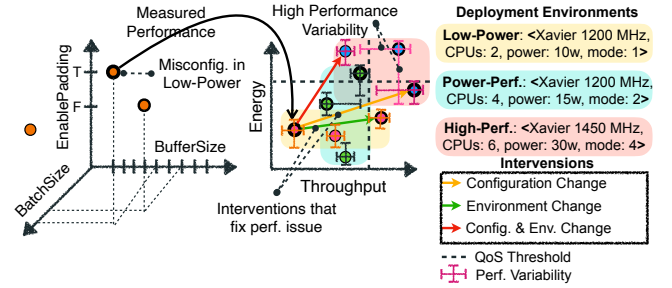 Measured
Performance
High Performance
Variability
EnablePadding
T
F
Misconfig. in
Low-Power
BufferSize
BatchSize
Energy
Throughput
Interventions that
fix perf. issue
Deployment Environments
Low-Power: <Xavier 1200 MHz,
CPUs: 2, power: 10w, mode: 1>
Power-Perf.: <Xavier 1200 MHz,
CPUs: 4, power: 15w, mode: 2>
High-Perf.: <Xavier 1450 MHz,
CPUs: 6, power: 30w, mode: 4>
Interventions
Configuration Change
Environment Change
Config. & Env. Change
QoS Threshold
Perf. Variability